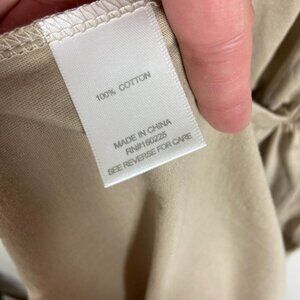 100% COTTON
MADE IN CHINA
RN#160225
SEE REVERSE FOR CARE